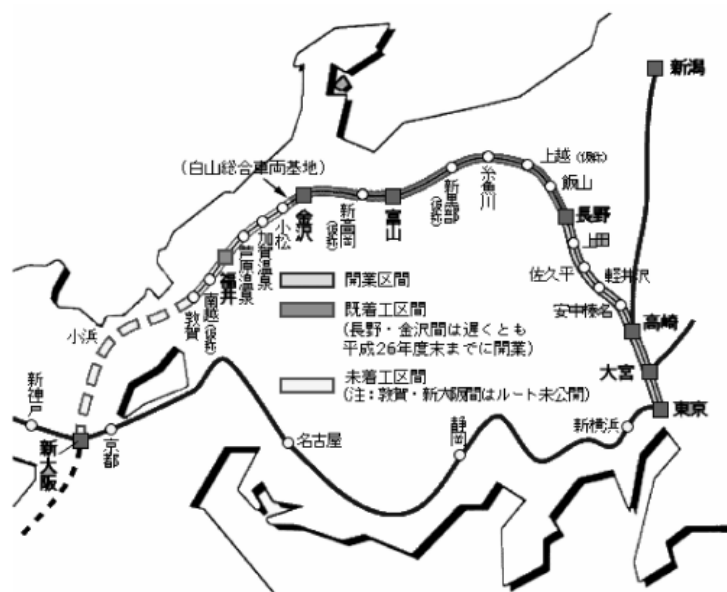 新潟
上越(仮称)
飯山
糸魚川
新黒部(仮称)
長野
上田
佐久平
軽井沢
安中榛名
高崎
大宮
東京
(白山総合車両基地)
金沢
新高岡(仮称)
富山
小松
加賀温泉
芦原温泉
福井
南越(仮称)
敦賀
小浜
開業区間
既着工区間
(長野・金沢間は遅くとも
平成26年度末までに開業)
未着工区間
(注:敦賀・新大阪間はルート未公開)
新神戸
新大阪
京都
名古屋
静岡
新横浜